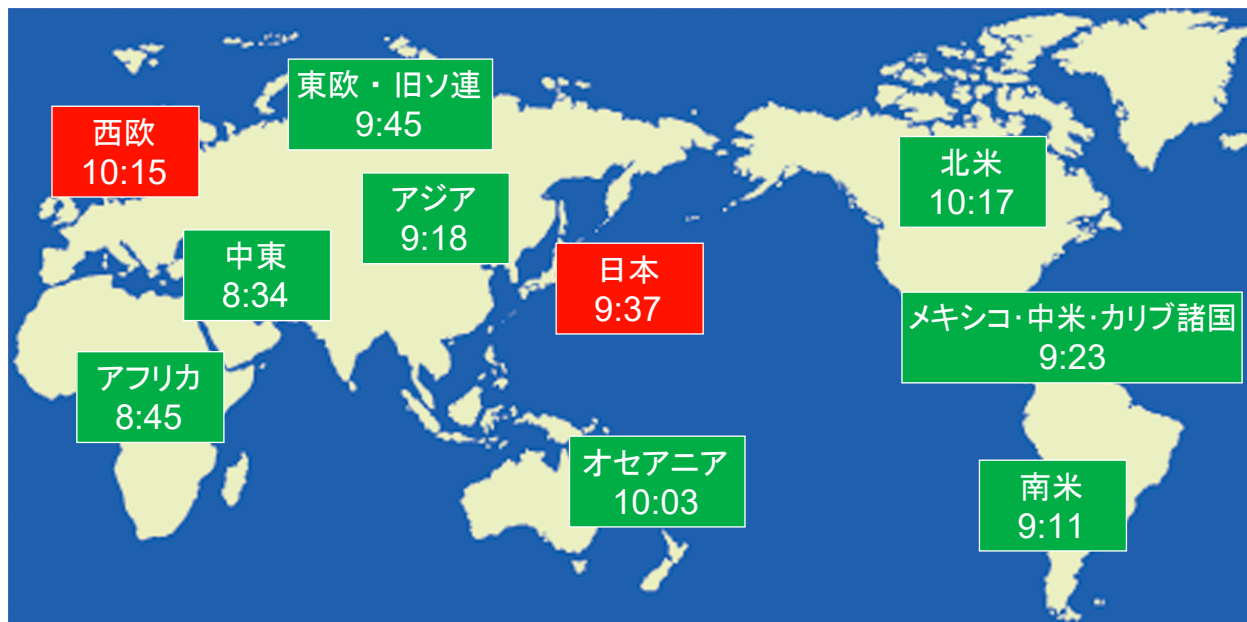 東欧・旧ソ連
9:45
西欧
10:15
北米
10:17
アジア
9:18
中東
8:34
日本
9:37
メキシコ・中米・カリブ諸国
9:23
アフリカ
8:45
オセアニア
10:03
南米
9:11